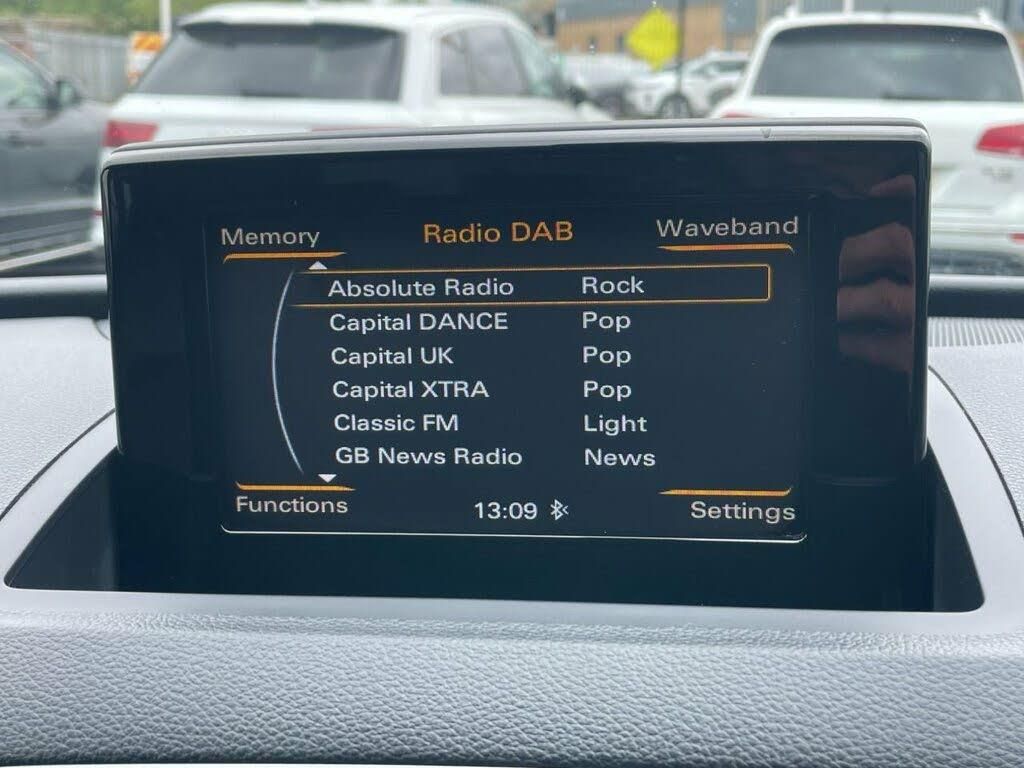 Memory Radio DAB Waveband
Absolute Radio Rock
Capital DANCE Pop
Capital UK Pop
Capital XTRA Pop
Classic FM Light
GB News Radio News
Functions 13:09 Settings